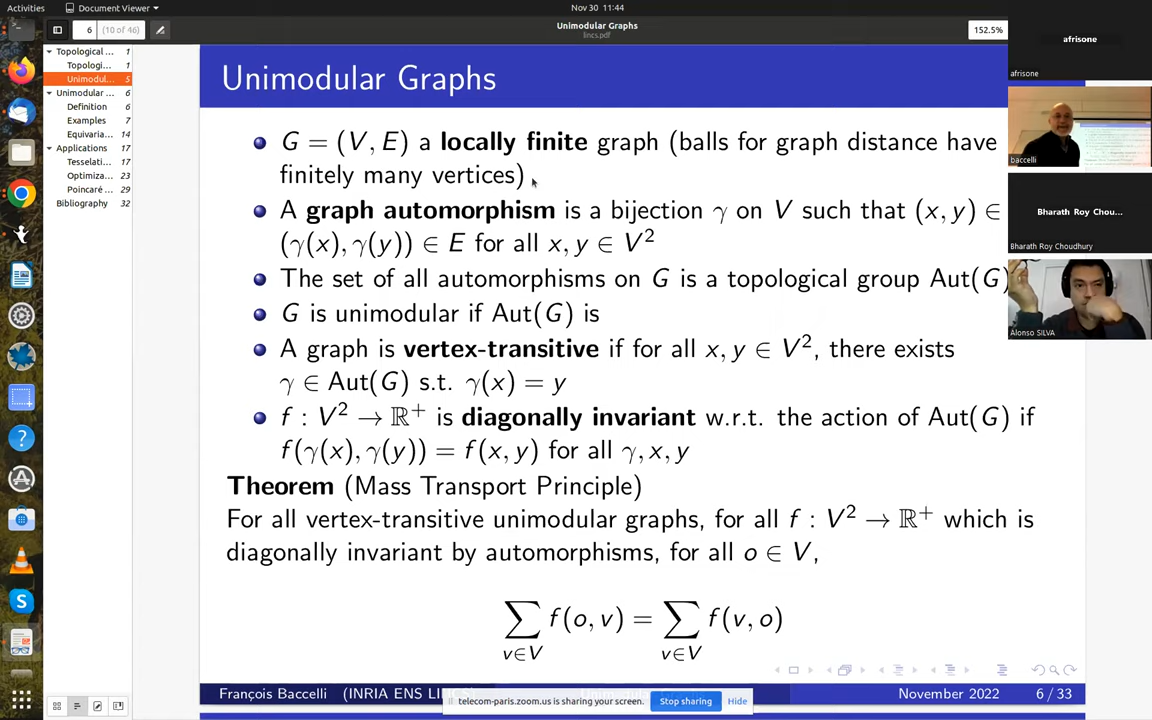 Activities
Document Viewer
Nov 30 11:44
6
(10 of 46)
Unimodular Graphs
lincs.pdf
152.5%
Topological ... 1
Topologi... 1
Unimodul... 5
Unimodular ... 6
Definition 6
Examples 7
Equivaria... 14
Applications 17
Tesselati... 17
Optimiza... 23
Poincaré ... 29
Bibliography 32
Unimodular Graphs
G = (V, E) a locally finite graph (balls for graph distance have
finitely many vertices)
A graph automorphism is a bijection γ on V such that (x, y) ∈
(γ(x), γ(y)) ∈ E for all x, y ∈ V²
The set of all automorphisms on G is a topological group Aut(G)
G is unimodular if Aut(G) is
A graph is vertex-transitive if for all x, y ∈ V², there exists
γ ∈ Aut(G) s.t. γ(x) = y
f : V² → ℝ⁺ is diagonally invariant w.r.t. the action of Aut(G) if
f(γ(x), γ(y)) = f(x, y) for all γ, x, y
Theorem (Mass Transport Principle)
For all vertex-transitive unimodular graphs, for all f : V² → ℝ⁺ which is
diagonally invariant by automorphisms, for all o ∈ V,
∑ f(o, v) = ∑ f(v, o)
v∈V v∈V
François Baccelli (INRIA ENS LINCS)
November 2022 6 / 33
telecom-paris.zoom.us is sharing your screen.
Stop sharing
Hide
afrisone
afrisone
baccelli
Bharath Roy Chou...
Bharath Roy Choudhury
Alonso SILVA